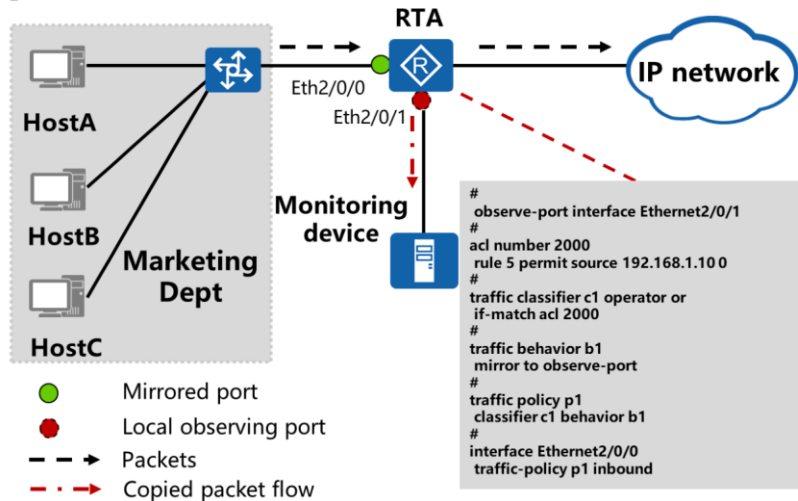 RTA
IP network
Eth2/0/0
Eth2/0/1
HostA
HostB
HostC
Marketing
Dept
Monitoring
device
R
#
observe-port interface Ethernet2/0/1
#
acl number 2000
rule 5 permit source 192.168.1.10 0
#
traffic classifier c1 operator or
if-match acl 2000
#
traffic behavior b1
mirror to observe-port
#
traffic policy p1
classifier c1 behavior b1
#
interface Ethernet2/0/0
traffic-policy p1 inbound
Mirrored port
Local observing port
Packets
Copied packet flow